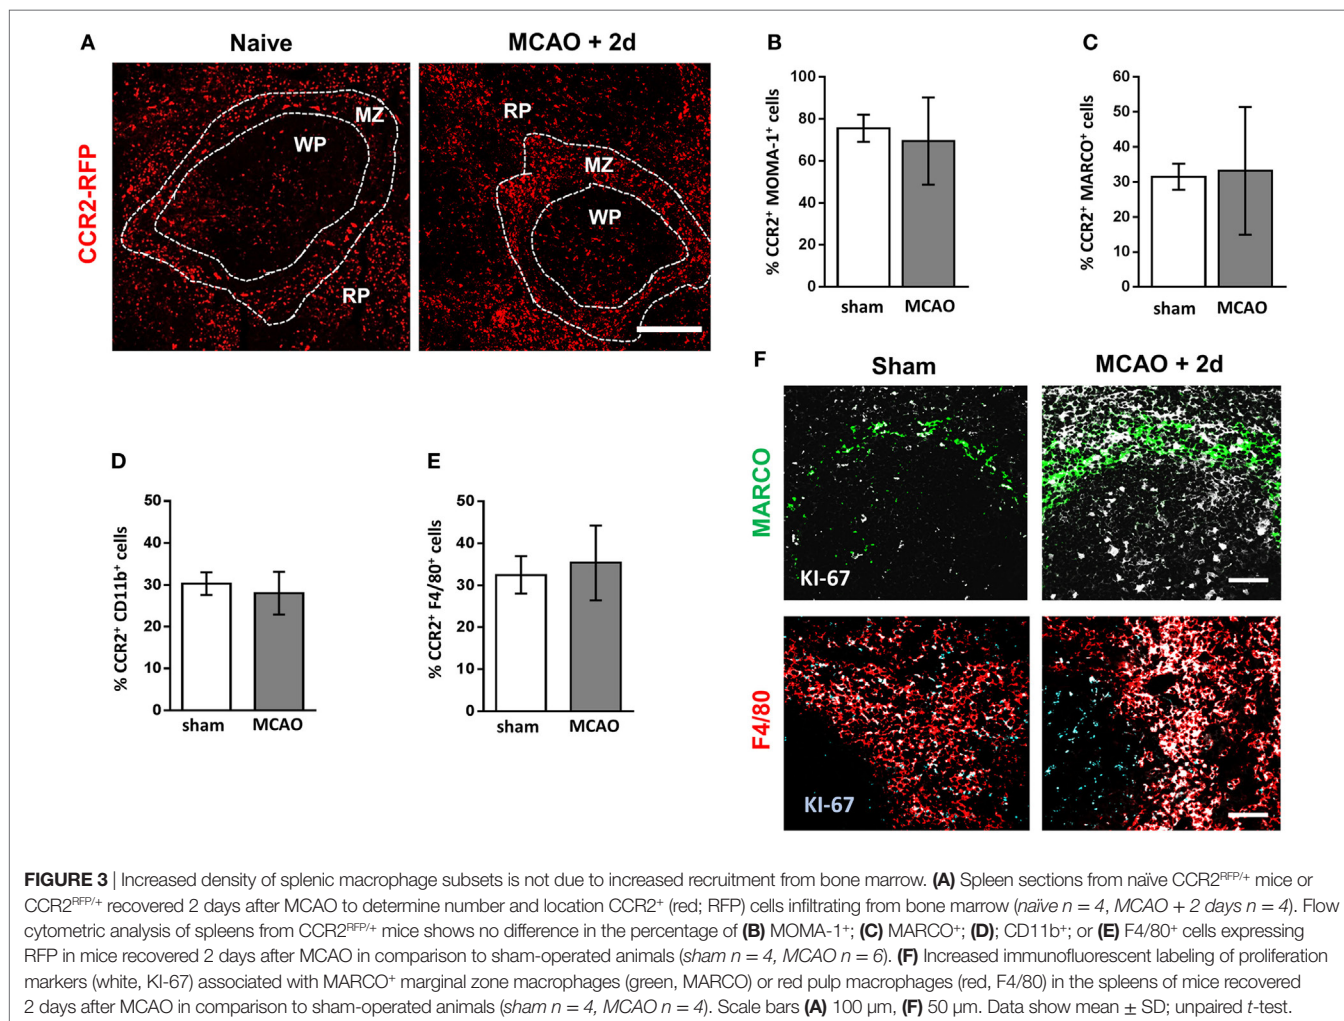 A
Naive
MCAO + 2d
CCR2-RFP
WP
MZ
RP
RP
MZ
WP
B
% CCR2⁺ MOMA-1⁺ cells
100
80
60
40
20
0
sham
MCAO
C
% CCR2⁺ MARCO⁺ cells
60
50
40
30
20
10
0
sham
MCAO
D
% CCR2⁺ CD11b⁺ cells
50
40
30
20
10
0
sham
MCAO
E
% CCR2⁺ F4/80⁺ cells
50
40
30
20
10
0
sham
MCAO
F
Sham
MCAO + 2d
MARCO
KI-67
F4/80
KI-67
FIGURE 3 | Increased density of splenic macrophage subsets is not due to increased recruitment from bone marrow. (A) Spleen sections from naïve CCR2ᴿᶠᴾ/⁺ mice or
CCR2ᴿᶠᴾ/⁺ recovered 2 days after MCAO to determine number and location CCR2⁺ (red; RFP) cells infiltrating from bone marrow (naïve n = 4, MCAO + 2 days n = 4). Flow
cytometric analysis of spleens from CCR2ᴿᶠᴾ/⁺ mice shows no difference in the percentage of (B) MOMA-1⁺; (C) MARCO⁺; (D); CD11b⁺; or (E) F4/80⁺ cells expressing
RFP in mice recovered 2 days after MCAO in comparison to sham-operated animals (sham n = 4, MCAO n = 6). (F) Increased immunofluorescent labeling of proliferation
markers (white, KI-67) associated with MARCO⁺ marginal zone macrophages (green, MARCO) or red pulp macrophages (red, F4/80) in the spleens of mice recovered
2 days after MCAO in comparison to sham-operated animals (sham n = 4, MCAO n = 4). Scale bars (A) 100 µm, (F) 50 µm. Data show mean ± SD; unpaired t-test.